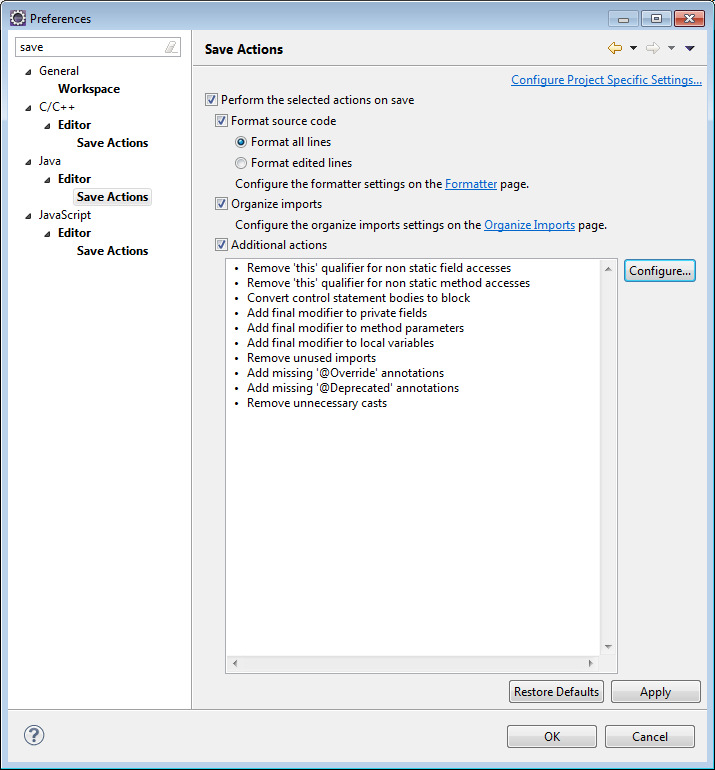 Preferences
save
General
Workspace
C/C++
Editor
Save Actions
Java
Editor
Save Actions
JavaScript
Editor
Save Actions
Save Actions
Configure Project Specific Settings...
Perform the selected actions on save
Format source code
Format all lines
Format edited lines
Configure the formatter settings on the Formatter page.
Organize imports
Configure the organize imports settings on the Organize Imports page.
Additional actions
• Remove 'this' qualifier for non static field accesses
• Remove 'this' qualifier for non static method accesses
• Convert control statement bodies to block
• Add final modifier to private fields
• Add final modifier to method parameters
• Add final modifier to local variables
• Remove unused imports
• Add missing '@Override' annotations
• Add missing '@Deprecated' annotations
• Remove unnecessary casts
Configure...
Restore Defaults
Apply
?
OK
Cancel